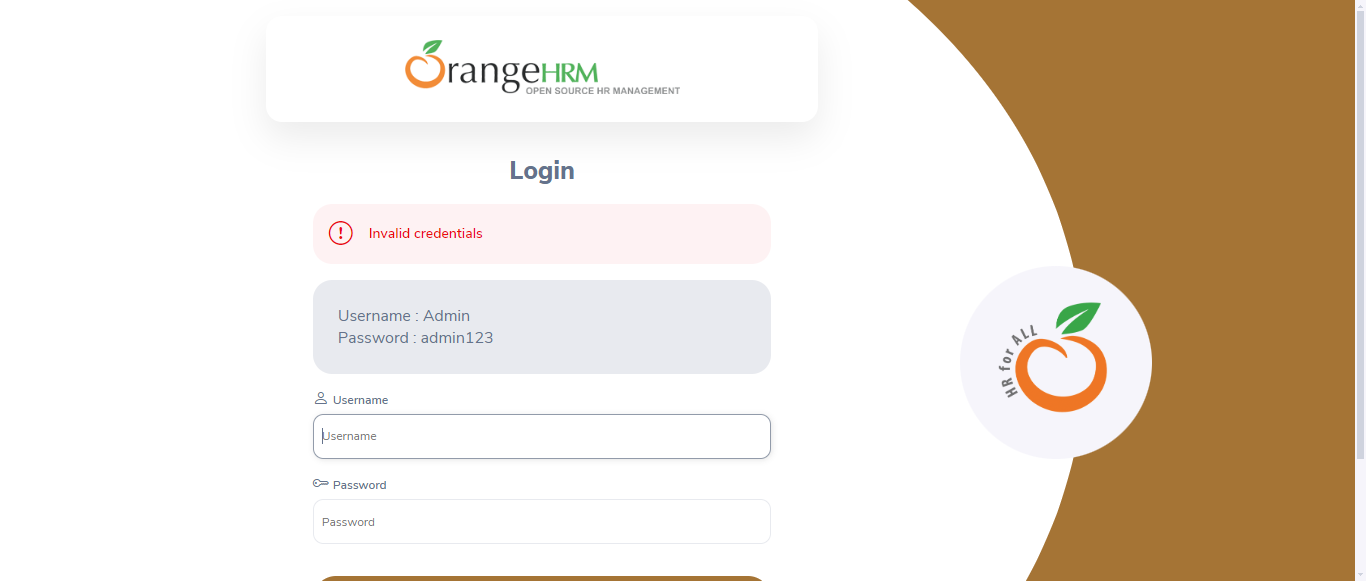 OrangeHRM
OPEN SOURCE HR MANAGEMENT
Login
Invalid credentials
Username : Admin
Password : admin123
Username
Username
Password
Password
HR for ALL